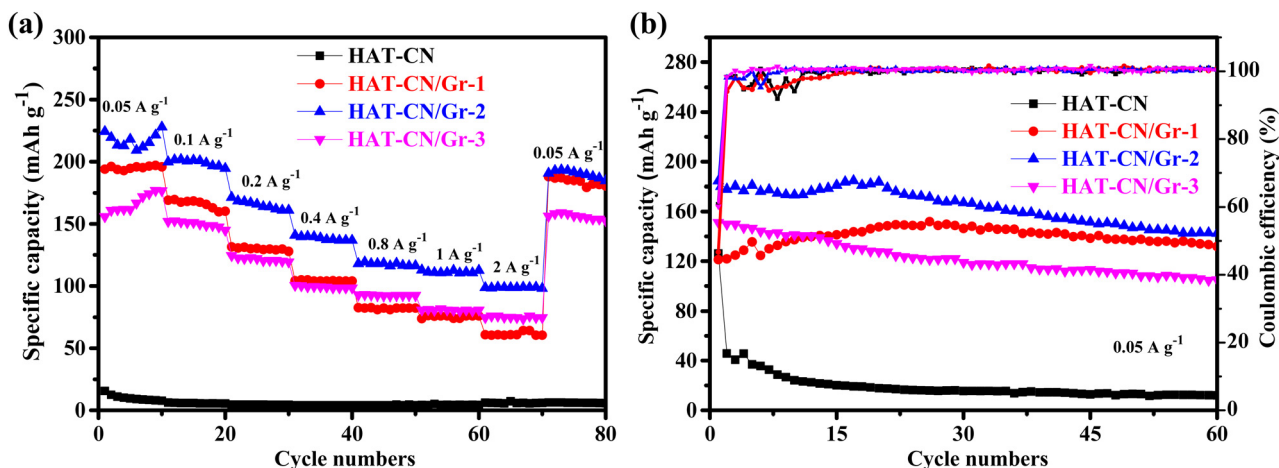 (a)
300
250
200
150
100
50
0
Specific capacity (mAh g⁻¹)
HAT-CN
HAT-CN/Gr-1
HAT-CN/Gr-2
HAT-CN/Gr-3
0.05 A g⁻¹
0.1 A g⁻¹
0.2 A g⁻¹
0.4 A g⁻¹
0.8 A g⁻¹
1 A g⁻¹
2 A g⁻¹
0.05 A g⁻¹
0 20 40 60 80
Cycle numbers
(b)
280
240
200
160
120
80
40
0
Specific capacity (mAh g⁻¹)
HAT-CN
HAT-CN/Gr-1
HAT-CN/Gr-2
HAT-CN/Gr-3
0.05 A g⁻¹
100
80
60
40
20
0
Coulombic efficiency (%)
0 15 30 45 60
Cycle numbers